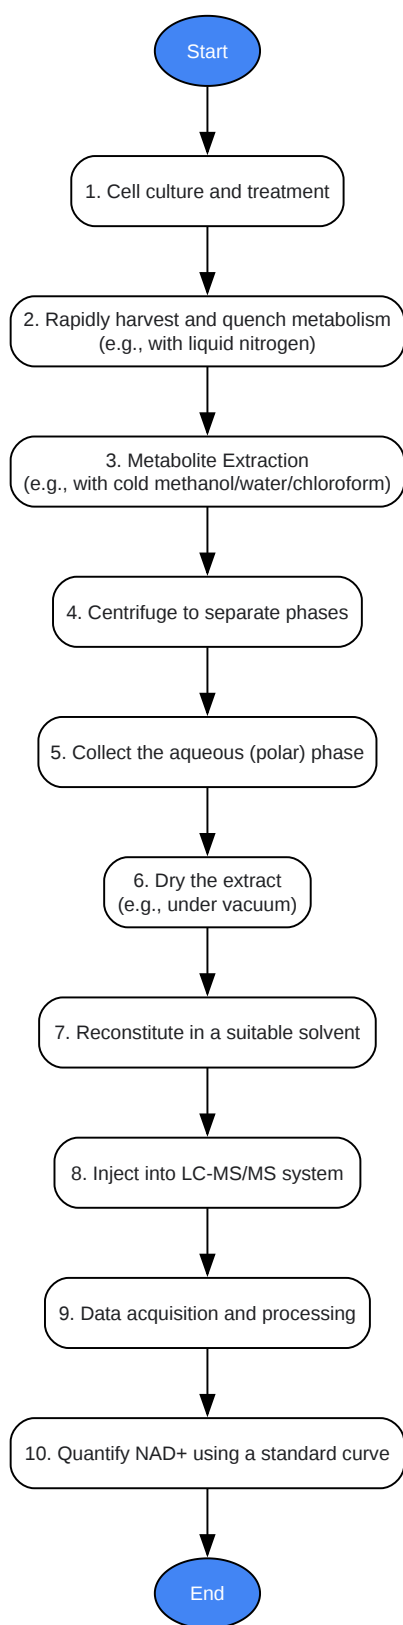 Start
1. Cell culture and treatment
2. Rapidly harvest and quench metabolism
(e.g., with liquid nitrogen)
3. Metabolite Extraction
(e.g., with cold methanol/water/chloroform)
4. Centrifuge to separate phases
5. Collect the aqueous (polar) phase
6. Dry the extract
(e.g., under vacuum)
7. Reconstitute in a suitable solvent
8. Inject into LC-MS/MS system
9. Data acquisition and processing
10. Quantify NAD+ using a standard curve
End